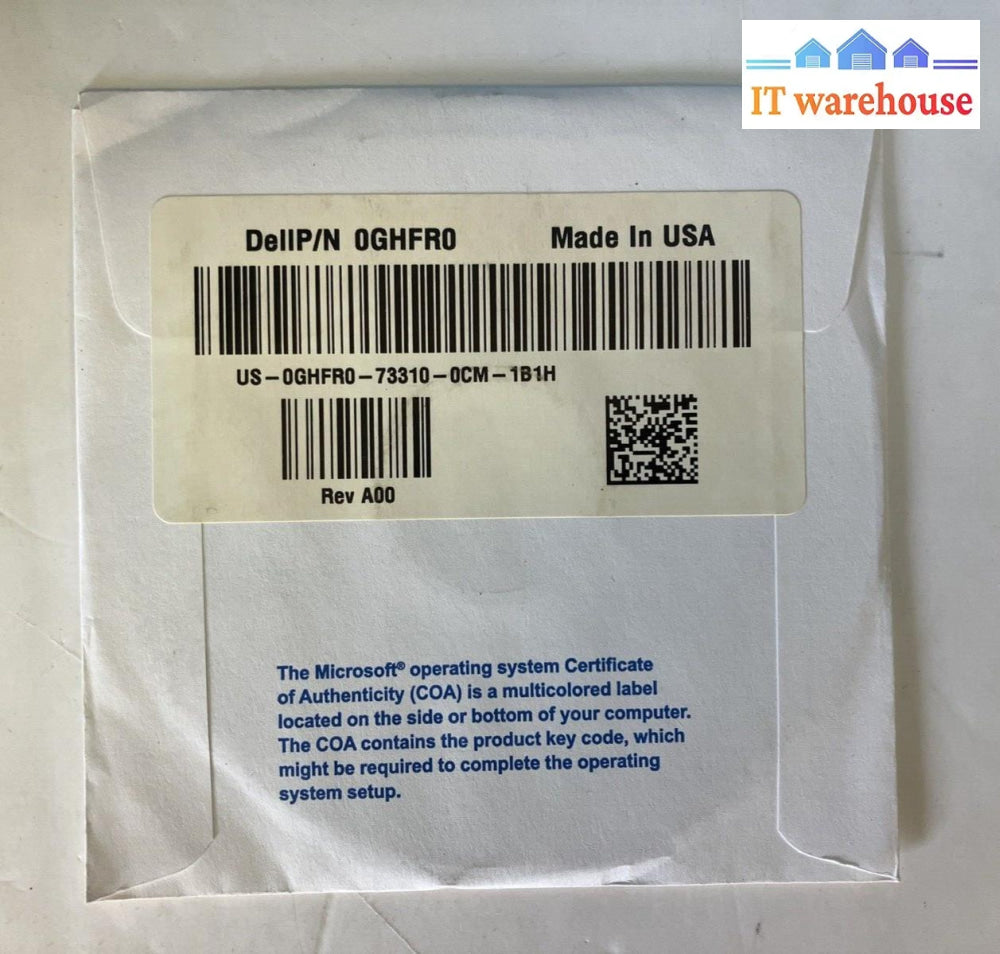 IT warehouse
DellP/N 0GHFR0 Made In USA
US-0GHFR0-73310-0CM-1B1H
Rev A00
The Microsoft® operating system Certificate
of Authenticity (COA) is a multicolored label
located on the side or bottom of your computer.
The COA contains the product key code, which
might be required to complete the operating
system setup.